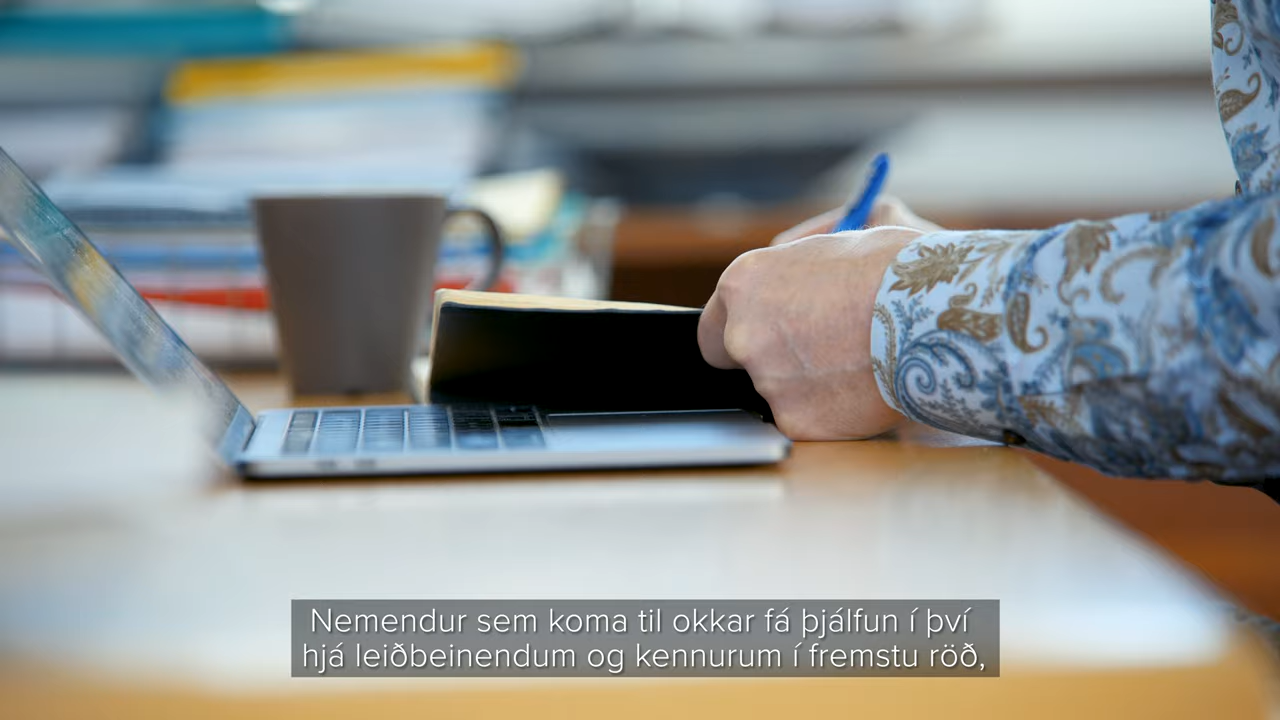 Nemendur sem koma til okkar fá þjálfun í því
hjá leiðbeinendum og kennurum í fremstu röð,